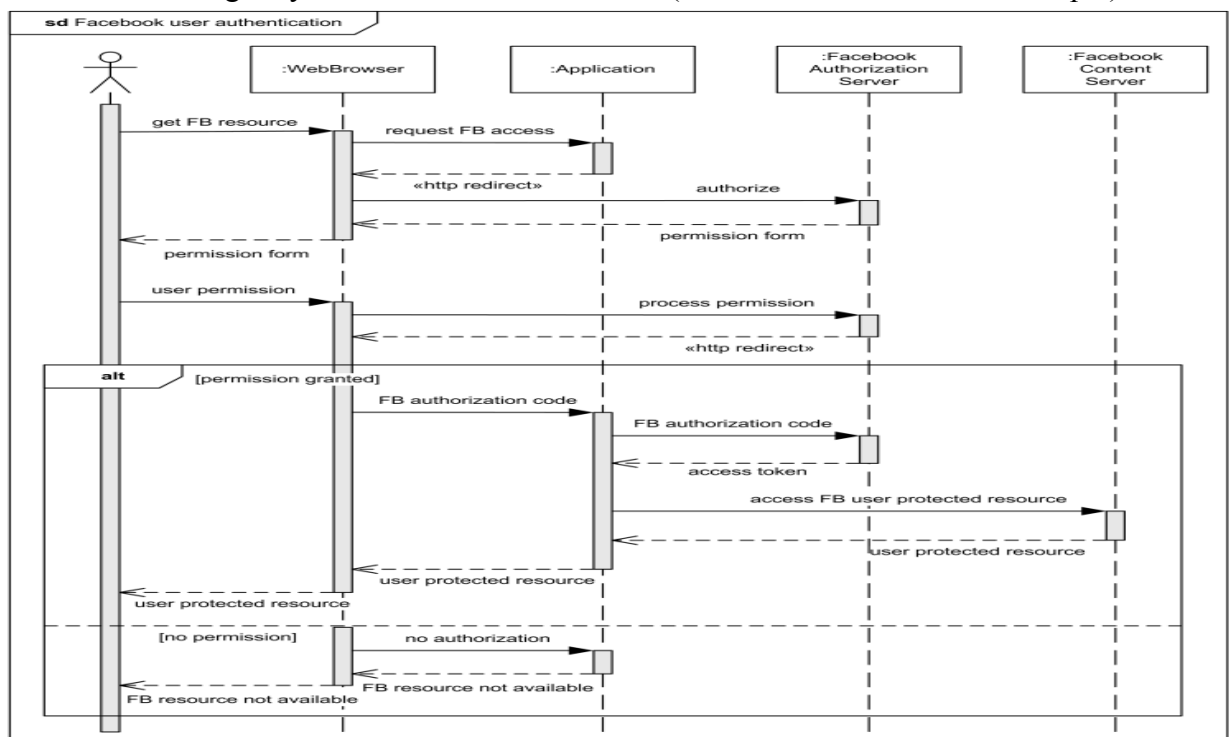 sd Facebook user authentication
:WebBrowser
:Application
:Facebook
Authorization
Server
:Facebook
Content
Server
get FB resource
request FB access
«http redirect»
authorize
permission form
permission form
user permission
process permission
«http redirect»
alt
[permission granted]
FB authorization code
FB authorization code
access token
access FB user protected resource
user protected resource
user protected resource
user protected resource
[no permission]
no authorization
FB resource not available
FB resource not available